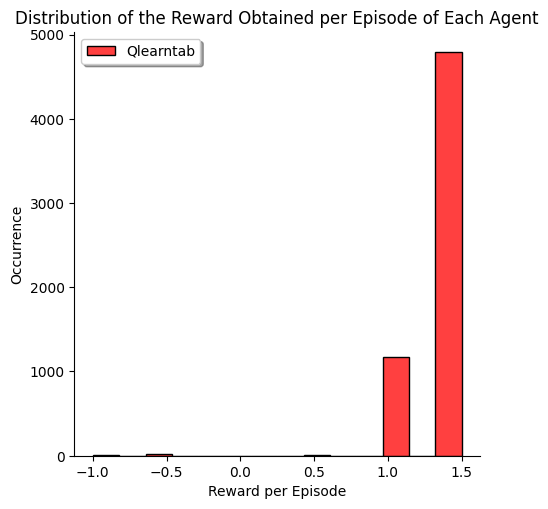 Distribution of the Reward Obtained per Episode of Each Agent
Qlearntab
5000
4000
3000
2000
1000
0
Occurrence
−1.0 −0.5 0.0 0.5 1.0 1.5
Reward per Episode